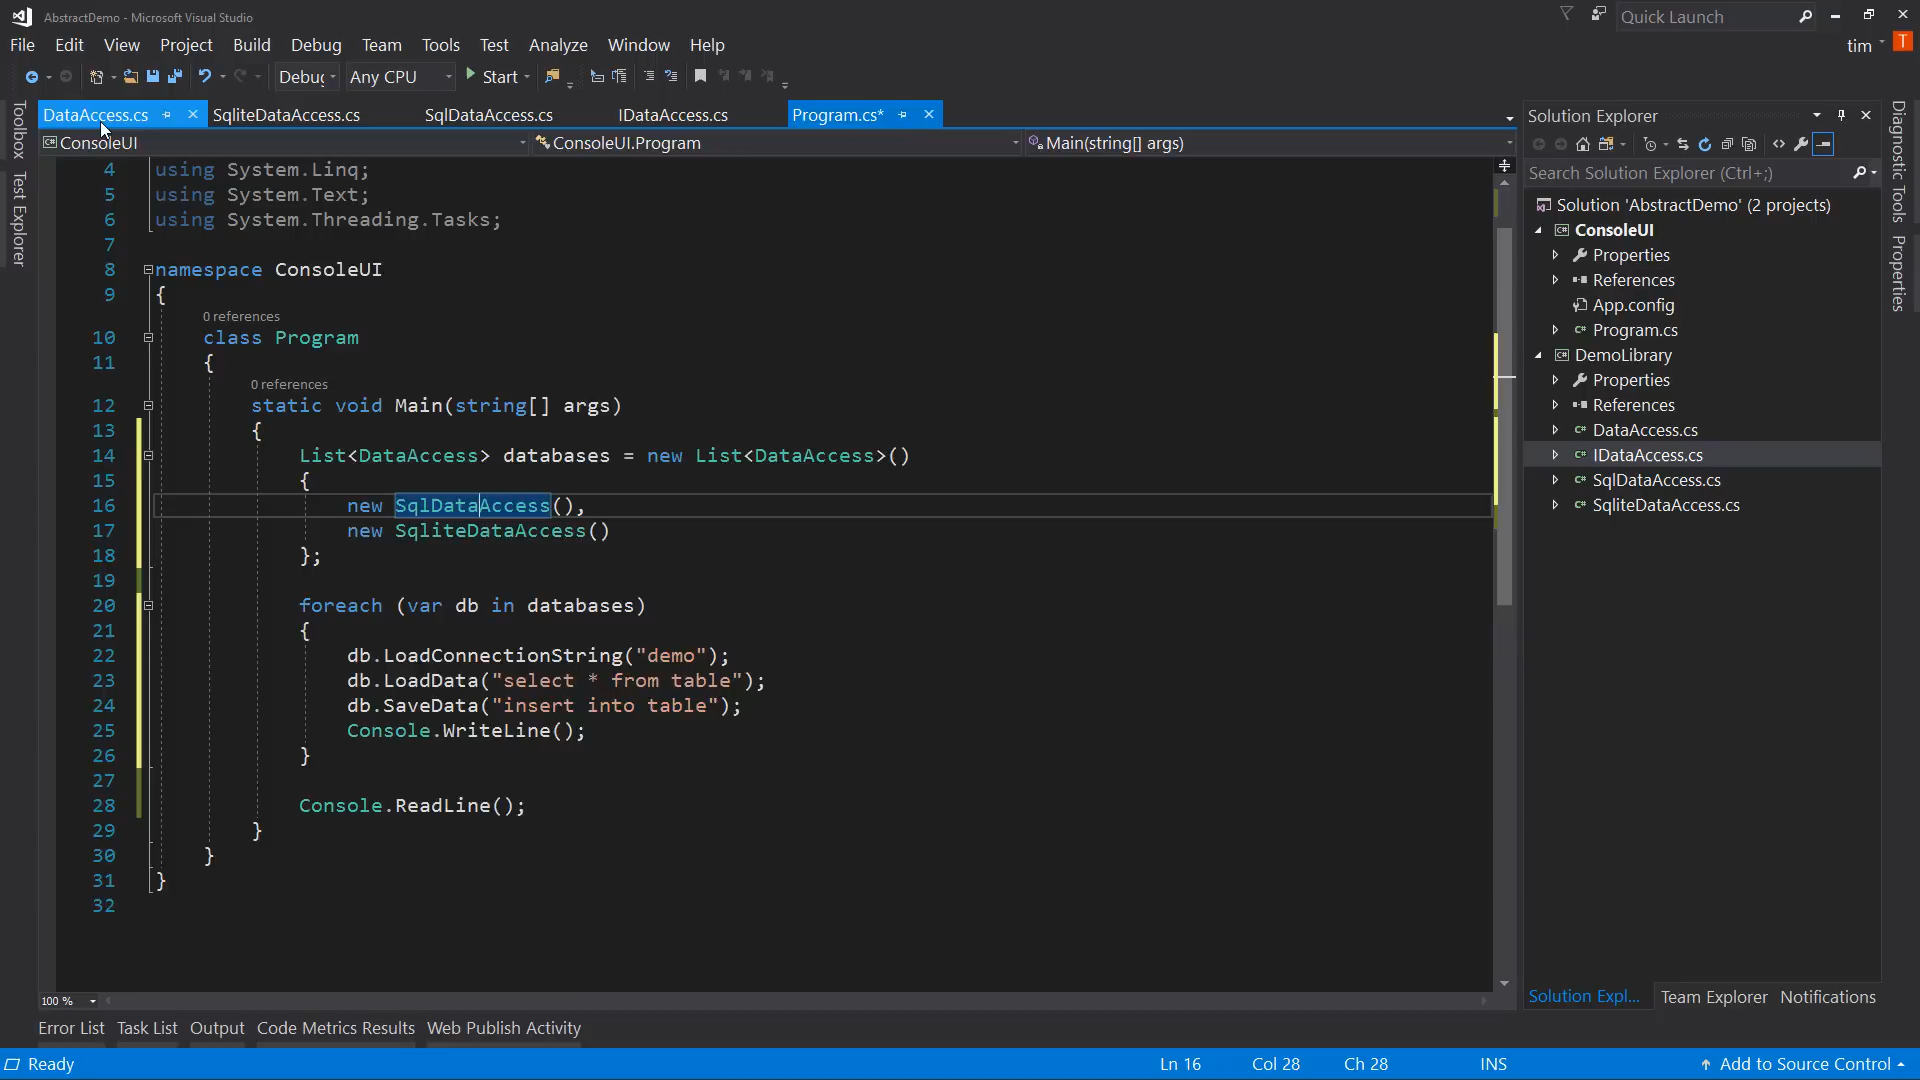 AbstractDemo - Microsoft Visual Studio
Quick Launch
File Edit View Project Build Debug Team Tools Test Analyze Window Help
tim T
Debug Any CPU Start
DataAccess.cs SqliteDataAccess.cs SqlDataAccess.cs IDataAccess.cs Program.cs*
ConsoleUI ConsoleUI.Program Main(string[] args)
Toolbox
Test Explorer
4 using System.Linq;
5 using System.Text;
6 using System.Threading.Tasks;
7
8 namespace ConsoleUI
9 {
0 references
10 class Program
11 {
0 references
12 static void Main(string[] args)
13 {
14 List<DataAccess> databases = new List<DataAccess>()
15 {
16 new SqlDataAccess(),
17 new SqliteDataAccess()
18 };
19
20 foreach (var db in databases)
21 {
22 db.LoadConnectionString("demo");
23 db.LoadData("select * from table");
24 db.SaveData("insert into table");
25 Console.WriteLine();
26 }
27
28 Console.ReadLine();
29 }
30 }
31 }
32
100 %
Solution Explorer
Search Solution Explorer (Ctrl+;)
Solution 'AbstractDemo' (2 projects)
ConsoleUI
Properties
References
App.config
Program.cs
DemoLibrary
Properties
References
DataAccess.cs
IDataAccess.cs
SqlDataAccess.cs
SqliteDataAccess.cs
Solution Expl... Team Explorer Notifications
Diagnostic Tools
Properties
Error List Task List Output Code Metrics Results Web Publish Activity
Ready Ln 16 Col 28 Ch 28 INS Add to Source Control